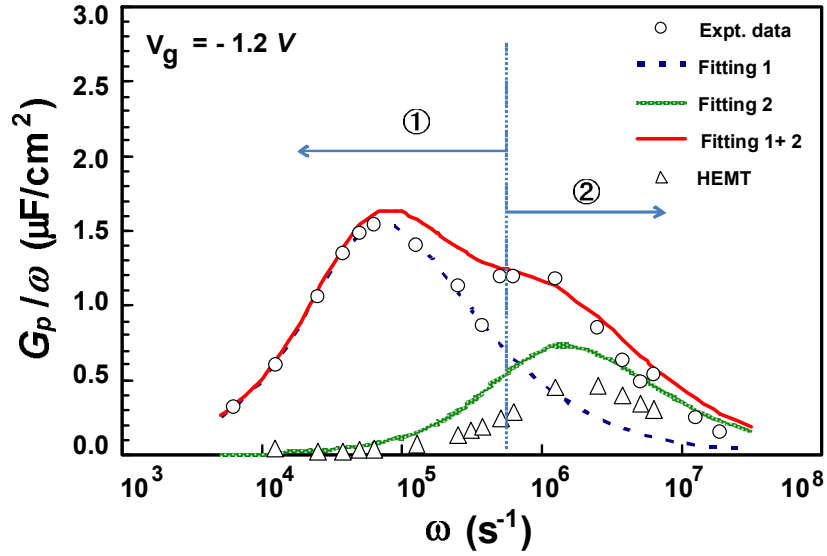 V_g = - 1.2 V
Expt. data
Fitting 1
Fitting 2
Fitting 1+ 2
HEMT
①
②
G_p/ω (μF/cm²)
3.0
2.5
2.0
1.5
1.0
0.5
0.0
10³ 10⁴ 10⁵ 10⁶ 10⁷ 10⁸
ω (s⁻¹)